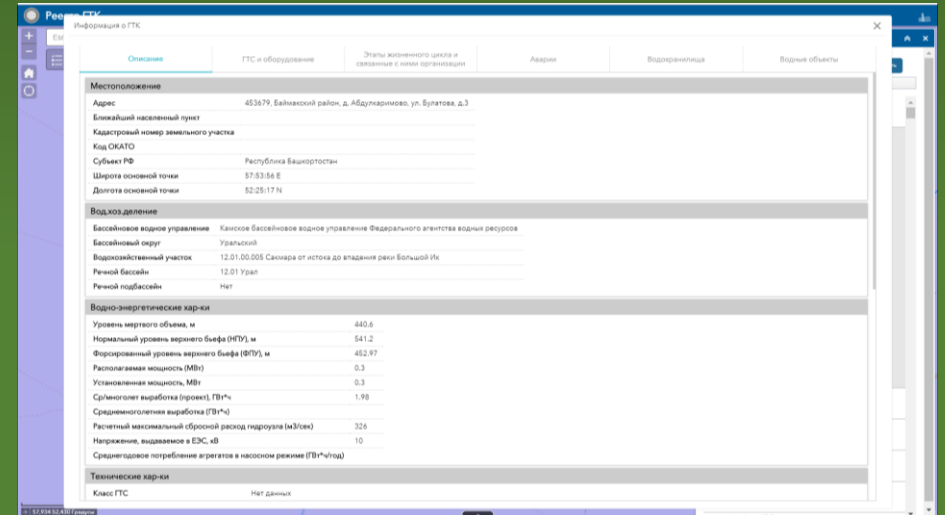 Реестр ГТК
Информация о ГТК
Описание
ГТС и оборудование
Этапы жизненного цикла и
связанные с ними организации
Аварии
Водохранилища
Водные объекты
Местоположение
Адрес 453679, Баймакский район, д. Абдулкаримово, ул. Булатова, д.3
Ближайший населенный пункт
Кадастровый номер земельного участка
Код ОКАТО
Субъект РФ Республика Башкортостан
Широта основной точки 57:53:56 E
Долгота основной точки 52:25:17 N
Вод.хоз.деление
Бассейновое водное управление Камское бассейновое водное управление Федерального агентства водных ресурсов
Бассейновый округ Уральский
Водохозяйственный участок 12.01.00.005 Сакмара от истока до впадения реки Большой Ик
Речной бассейн 12.01 Урал
Речной подбассейн Нет
Водно-энергетические хар-ки
Уровень мертвого объема, м 440.6
Нормальный уровень верхнего бьефа (НПУ), м 541.2
Форсированный уровень верхнего бьефа (ФПУ), м 452.97
Располагаемая мощность (МВт) 0.3
Установленная мощность, МВт 0.3
Ср/многолет выработка (проект), ГВт*ч 1.98
Среднемноголетняя выработка (ГВт*ч)
Расчетный максимальный сбросной расход гидроузла (м3/сек) 326
Напряжение, выдаваемое в ЕЭС, кВ 10
Среднегодовое потребление агрегатов в насосном режиме (ГВт*ч/год)
Технические хар-ки
Класс ГТС Нет данных
57,934 52,430 Градусы